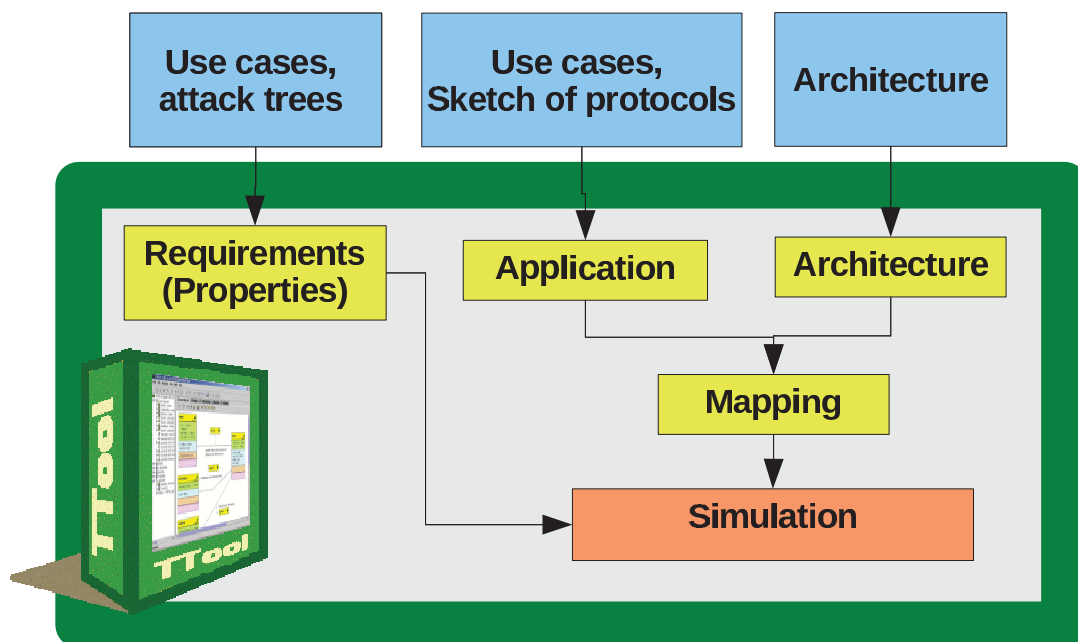 Use cases,
attack trees
Use cases,
Sketch of protocols
Architecture
Requirements
(Properties)
Application
Architecture
Mapping
Simulation
TTool
TTool